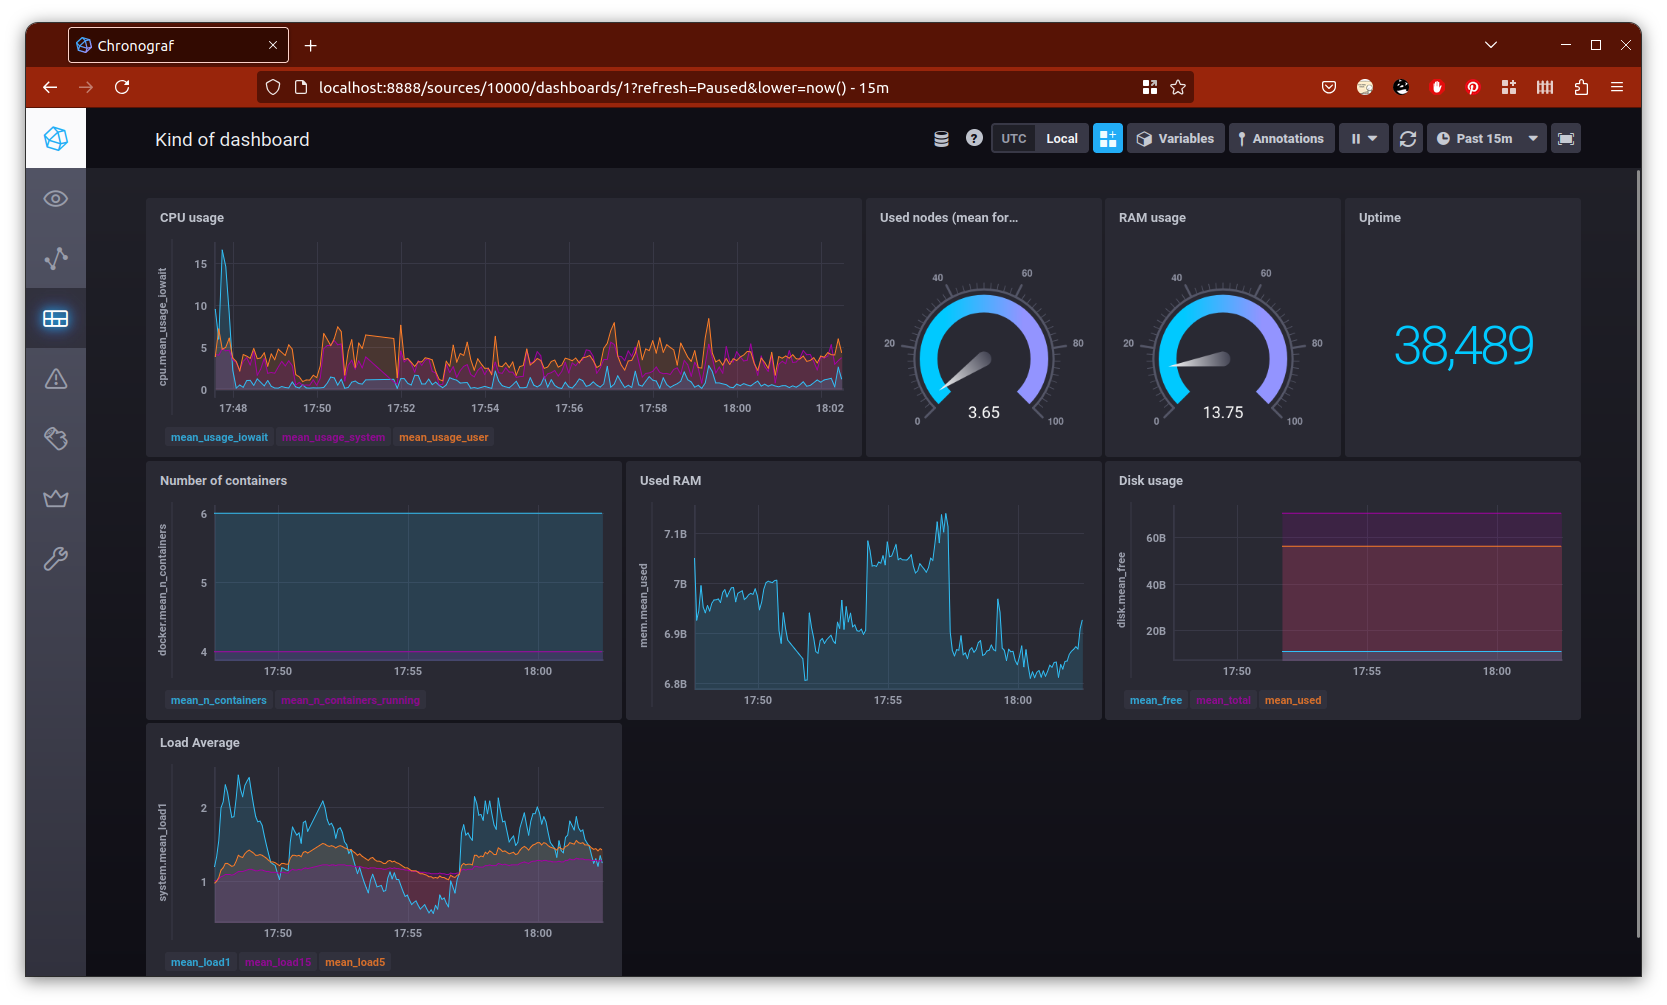 Chronograf
localhost:8888/sources/10000/dashboards/1?refresh=Paused&lower=now() - 15m
Kind of dashboard
UTC Local Variables Annotations Past 15m
CPU usage
cpu.mean_usage_iowait
15
10
5
0
17:48 17:50 17:52 17:54 17:56 17:58 18:00 18:02
mean_usage_iowait mean_usage_system mean_usage_user
Used nodes (mean for...
0 20 40 60 80 100
3.65
RAM usage
0 20 40 60 80 100
13.75
Uptime
38,489
Number of containers
docker.mean_n_containers
6
5
4
17:50 17:55 18:00
mean_n_containers mean_n_containers_running
Used RAM
mem.mean_used
7.1B
7B
6.9B
6.8B
17:50 17:55 18:00
Disk usage
disk.mean_free
60B
40B
20B
17:50 17:55 18:00
mean_free mean_total mean_used
Load Average
system.mean_load1
2
1
17:50 17:55 18:00
mean_load1 mean_load15 mean_load5